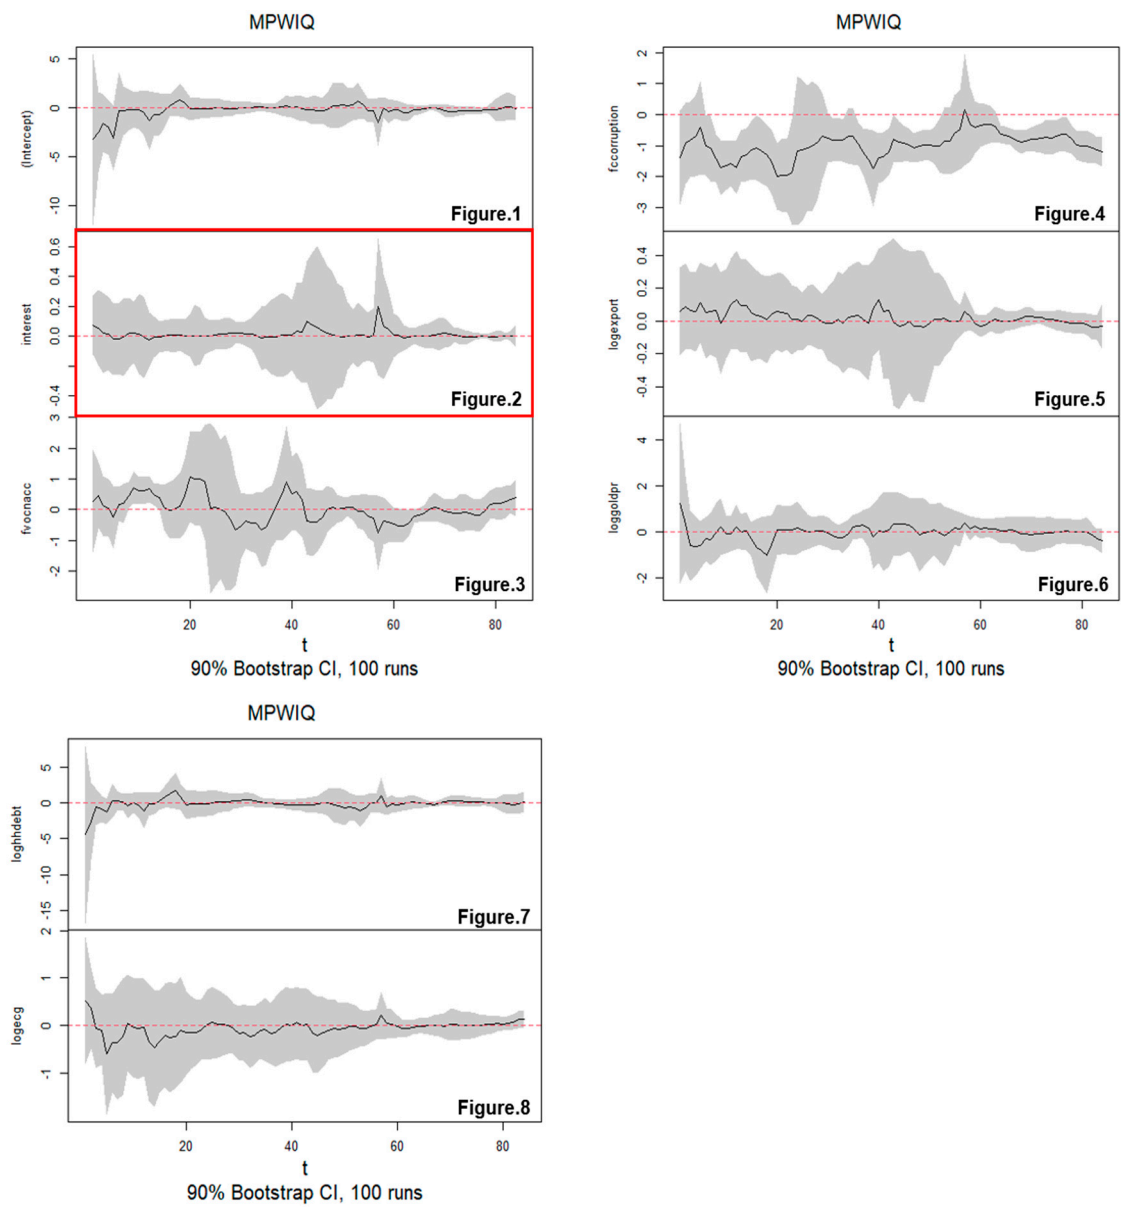 MPWIQ
(Intercept)
5
0
-5
-10
Figure.1
interest
0.6
0.4
0.2
0.0
-0.4
Figure.2
fvocnacc
3
2
1
0
-1
-2
Figure.3
20 40 60 80
t
90% Bootstrap CI, 100 runs
MPWIQ
fccorruption
2
1
0
-1
-2
-3
Figure.4
logexport
0.4
0.2
0.0
-0.2
-0.4
Figure.5
loggoldpr
4
2
0
-2
Figure.6
20 40 60 80
t
90% Bootstrap CI, 100 runs
MPWIQ
loghhdebt
5
0
-5
-10
-15
Figure.7
logecg
2
1
0
-1
Figure.8
20 40 60 80
t
90% Bootstrap CI, 100 runs